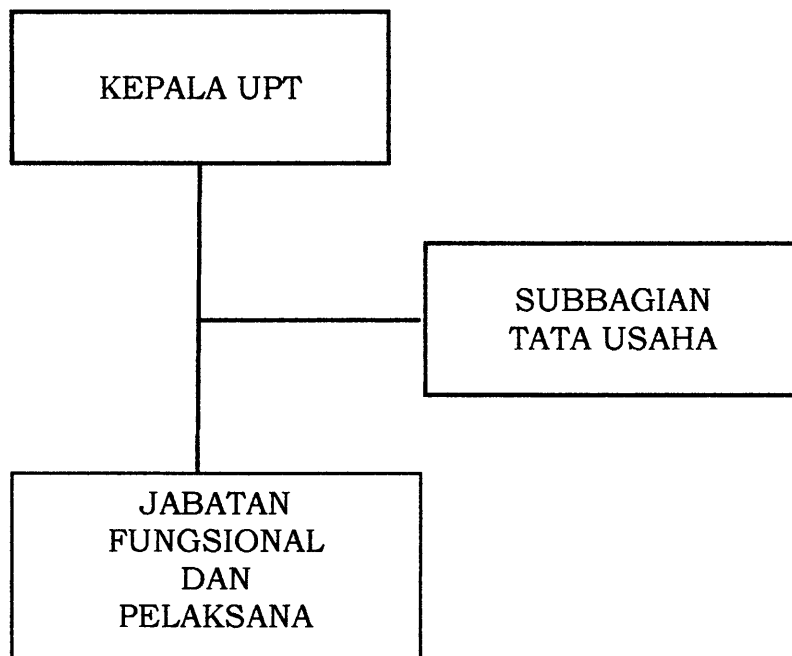 KEPALA UPT
SUBBAGIAN
TATA USAHA
JABATAN
FUNGSIONAL
DAN
PELAKSANA